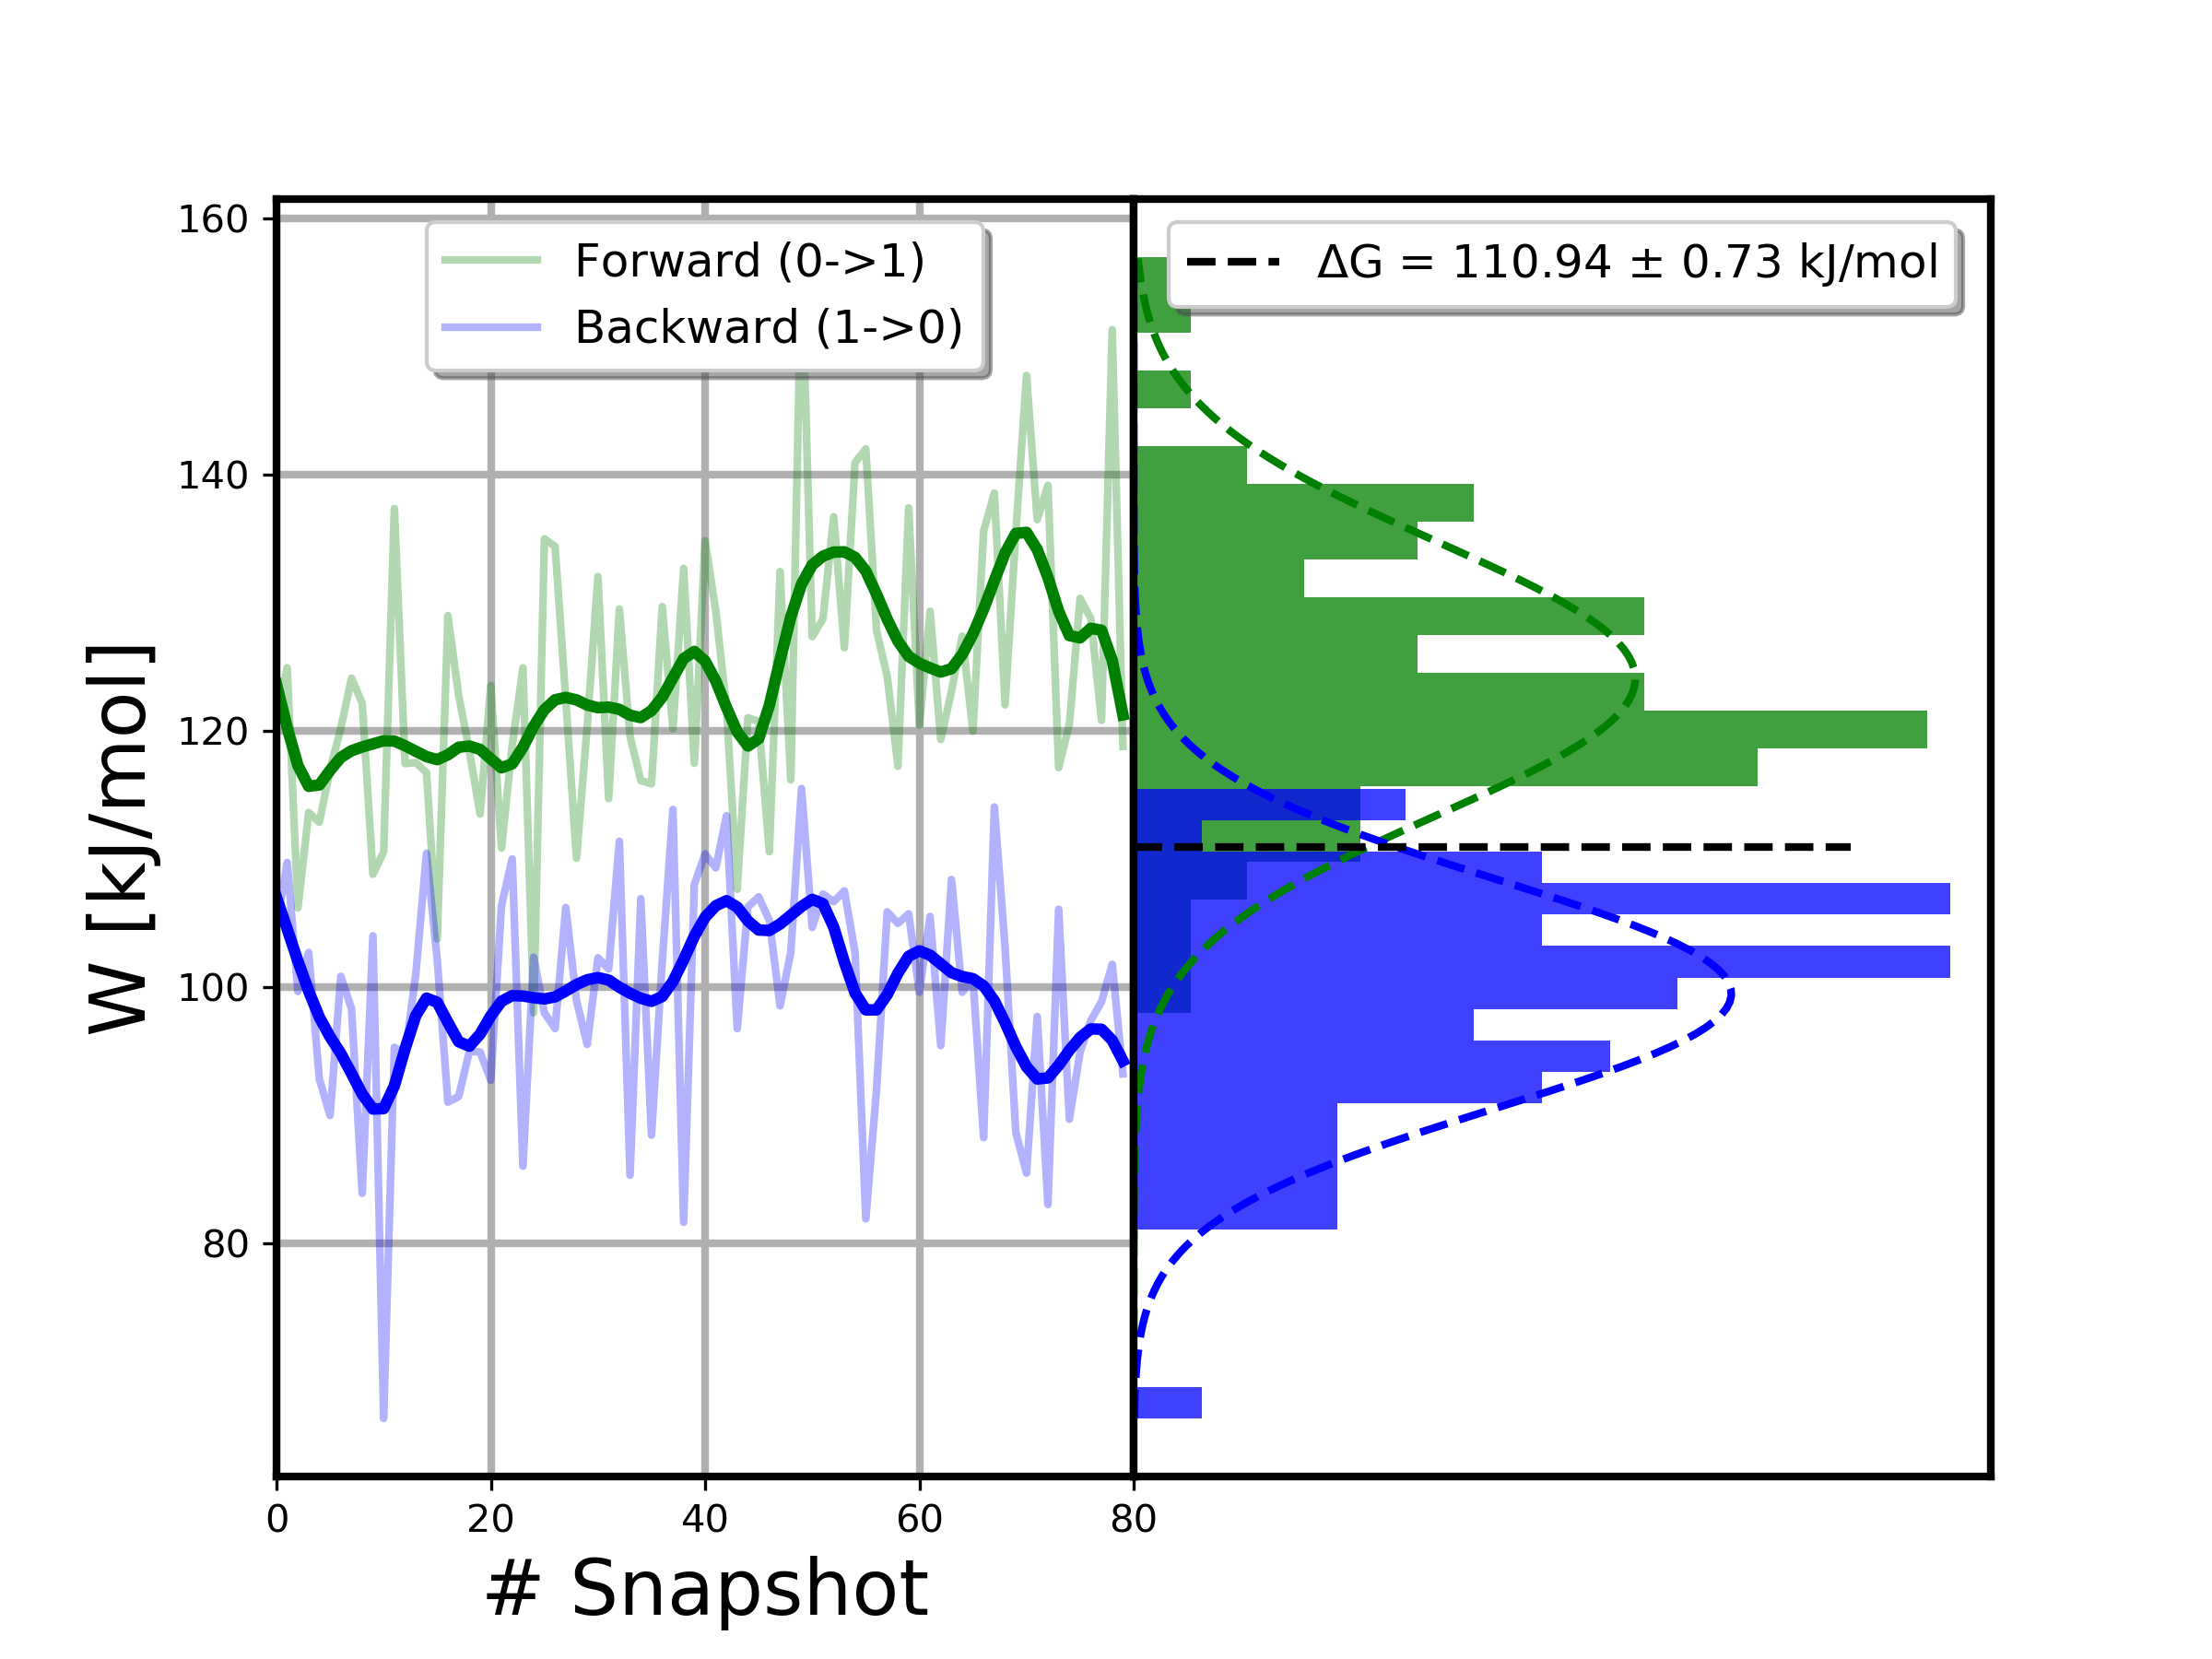 Forward (0->1)
Backward (1->0)
ΔG = 110.94 ± 0.73 kJ/mol
W [kJ/mol]
160
140
120
100
80
0 20 40 60 80
# Snapshot